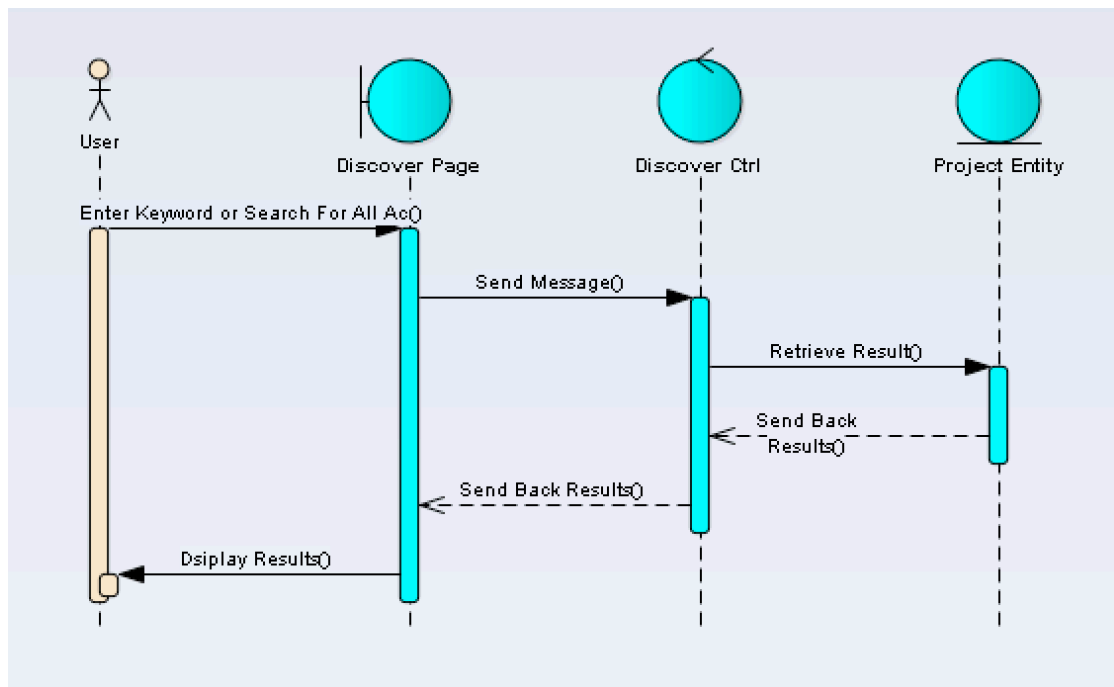 User
Discover Page
Discover Ctrl
Project Entity
Enter Keyword or Search For All Ac()
Send Message()
Retrieve Result()
Send Back
Results()
Send Back Results()
Dsiplay Results()